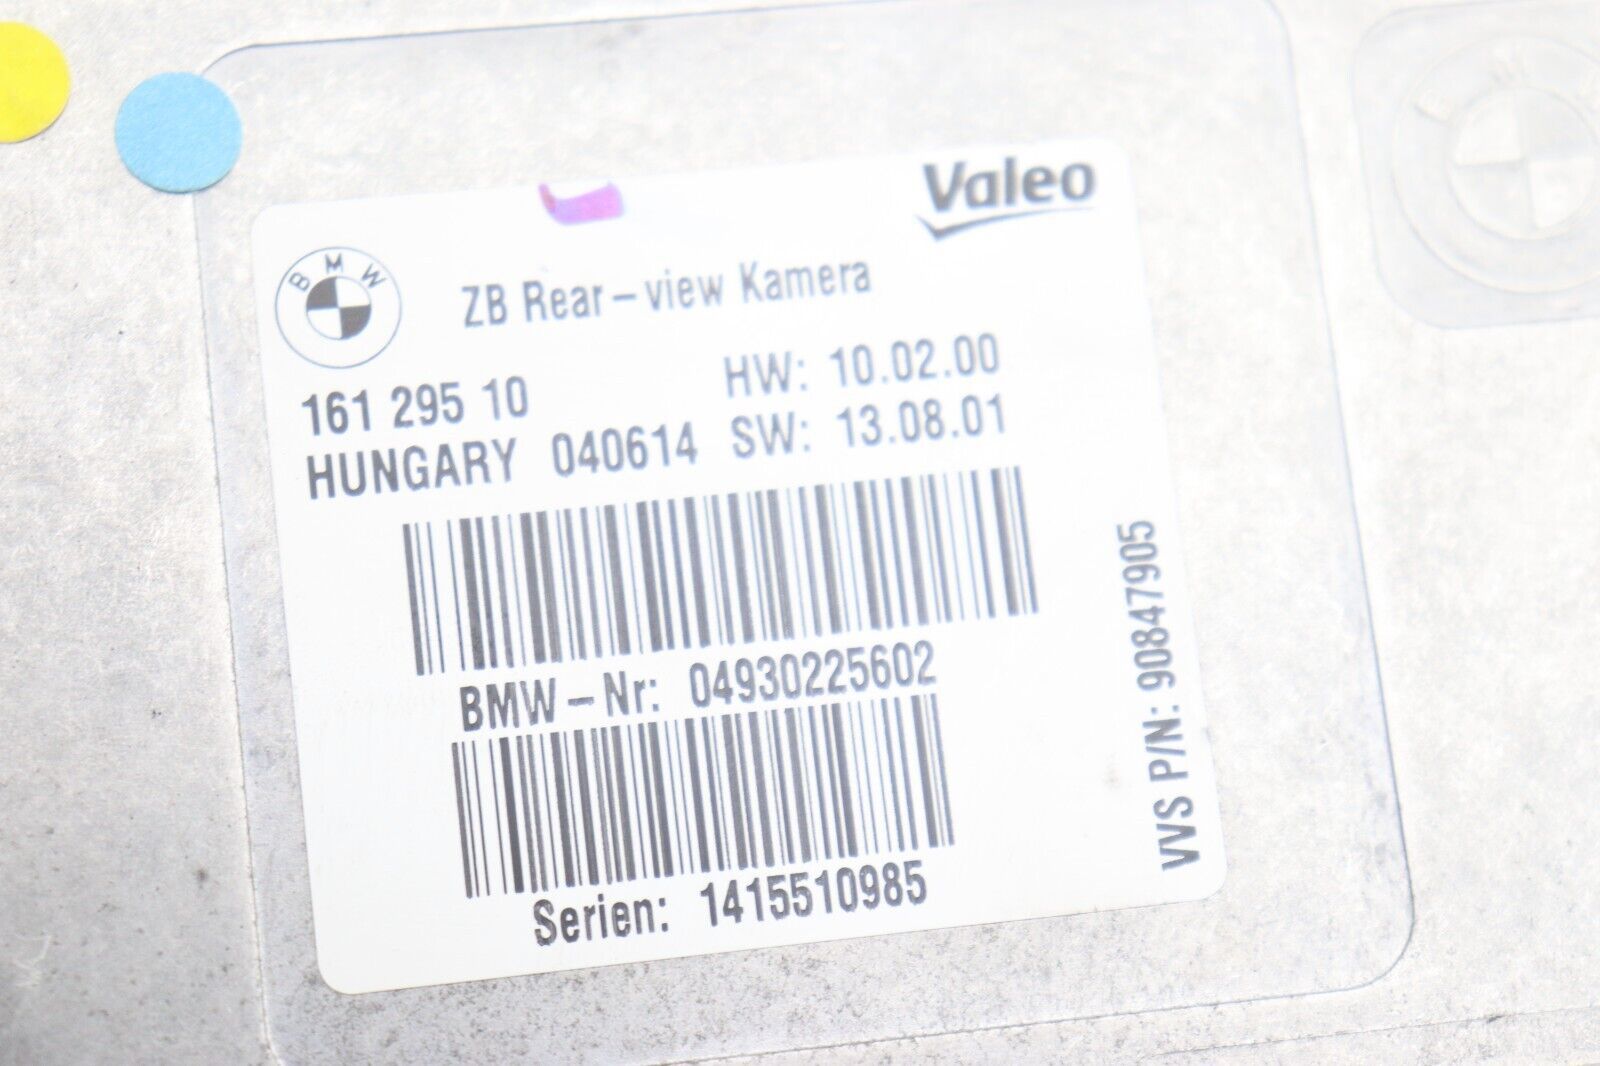 Valeo
BMW
ZB Rear-view Kamera
161 295 10
HW: 10.02.00
HUNGARY 040614
SW: 13.08.01
BMW-Nr: 04930225602
Serien: 1415510985
VVS P/N: 90847905